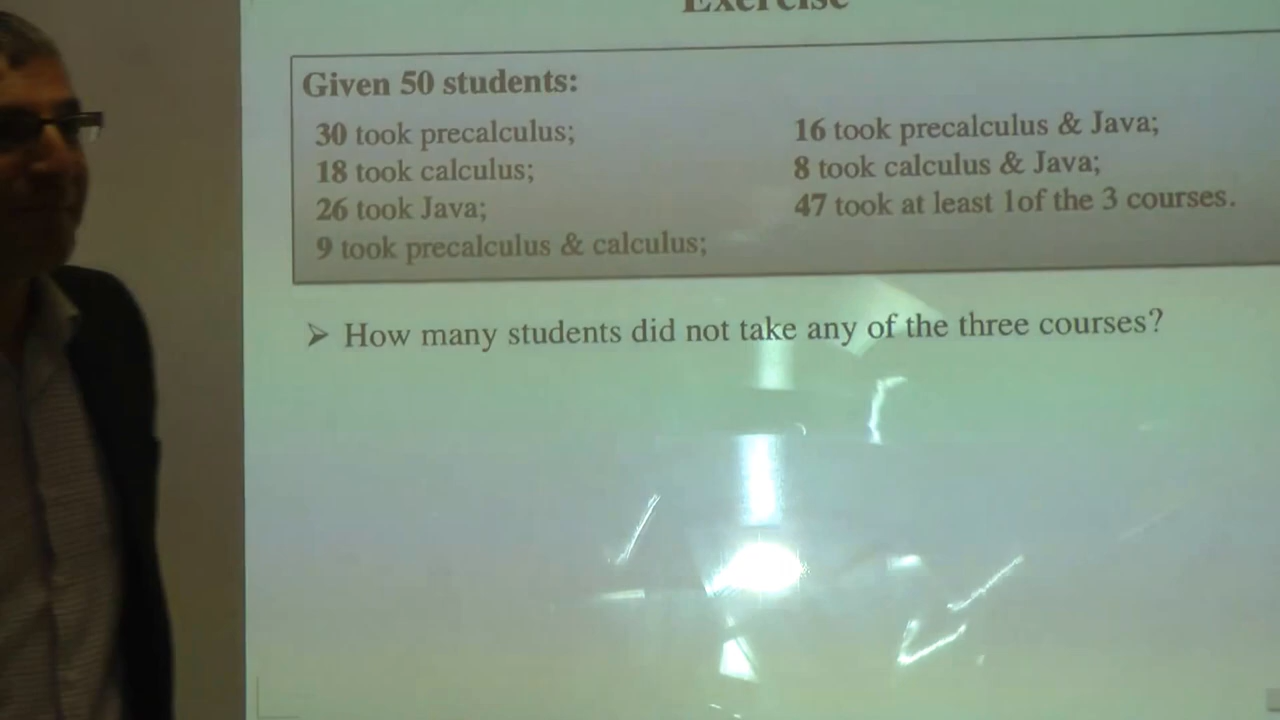 Exercise
Given 50 students:
30 took precalculus;
18 took calculus;
26 took Java;
9 took precalculus & calculus;
16 took precalculus & Java;
8 took calculus & Java;
47 took at least 1of the 3 courses.
➢ How many students did not take any of the three courses?